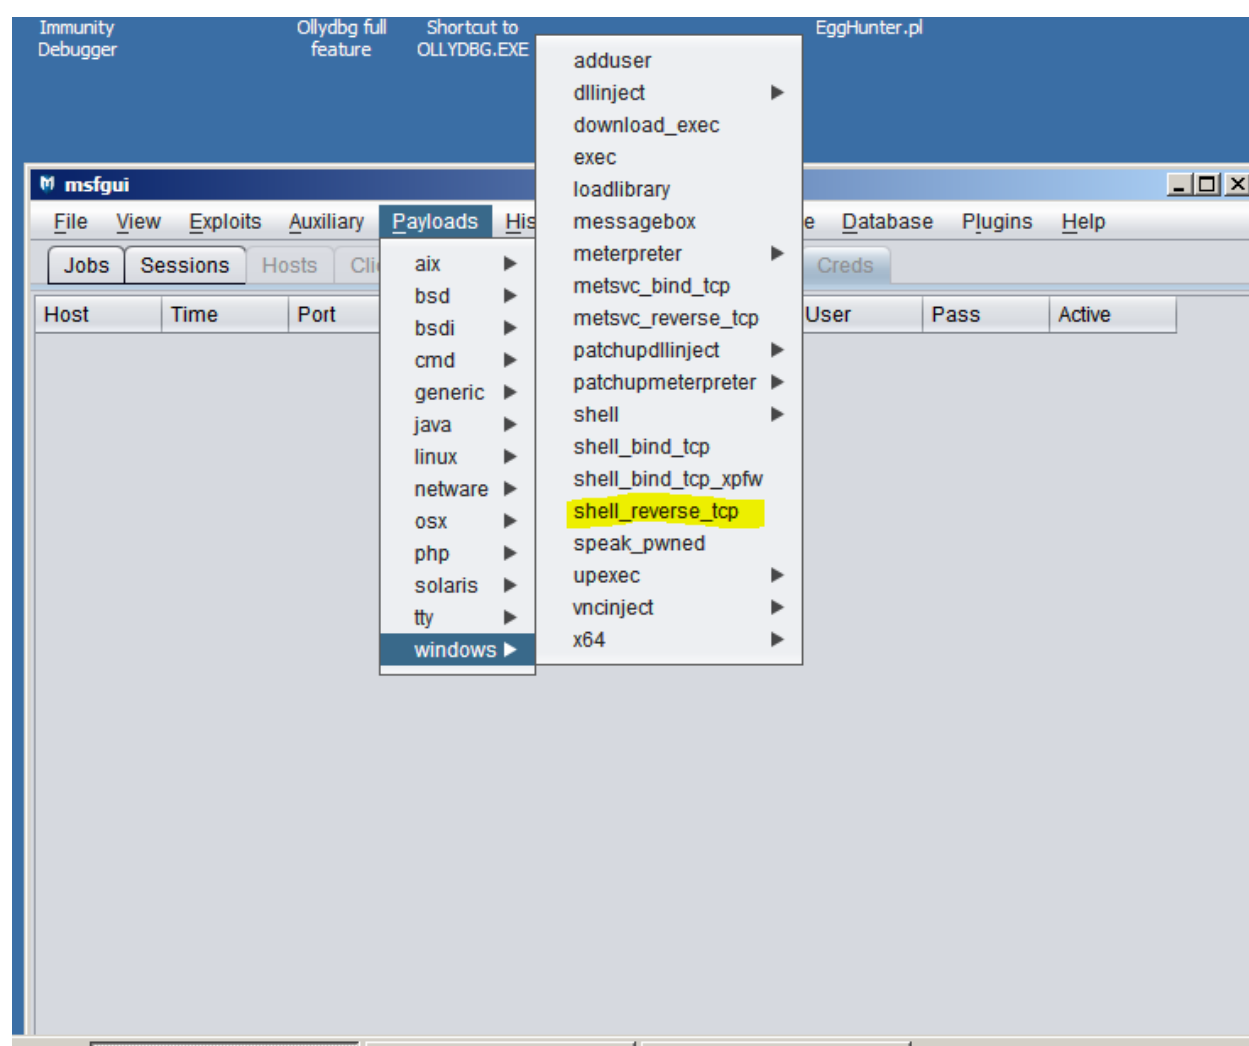 Immunity
Debugger
Ollydbg full
feature
Shortcut to
OLLYDBG.EXE
EggHunter.pl
msfgui
File View Exploits Auxiliary Payloads His e Database Plugins Help
Jobs Sessions Hosts Clie Creds
Host Time Port User Pass Active
aix
bsd
bsdi
cmd
generic
java
linux
netware
osx
php
solaris
tty
windows
adduser
dllinject
download_exec
exec
loadlibrary
messagebox
meterpreter
metsvc_bind_tcp
metsvc_reverse_tcp
patchupdllinject
patchupmeterpreter
shell
shell_bind_tcp
shell_bind_tcp_xpfw
shell_reverse_tcp
speak_pwned
upexec
vncinject
x64